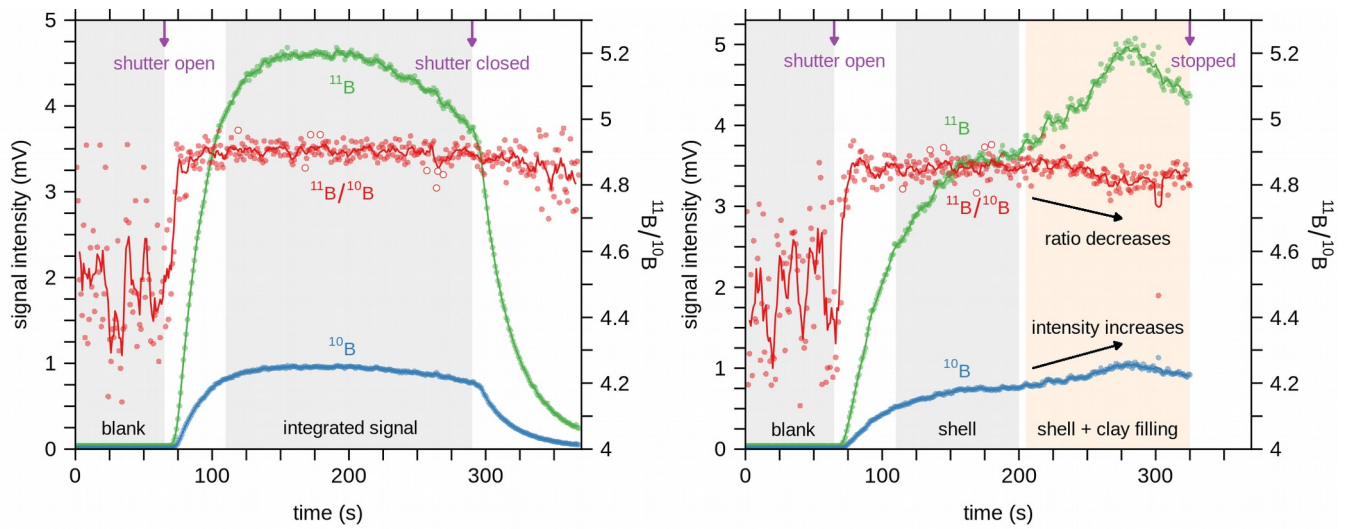 5
4
3
2
1
0
signal intensity (mV)
shutter open
shutter closed
¹¹B
¹¹B/¹⁰B
¹⁰B
blank
integrated signal
5.2
5
4.8
4.6
4.4
4.2
4
¹¹B/¹⁰B
0
100
200
300
time (s)
5
4
3
2
1
0
signal intensity (mV)
shutter open
stopped
¹¹B
¹¹B/¹⁰B
ratio decreases
intensity increases
¹⁰B
blank
shell
shell + clay filling
5.2
5
4.8
4.6
4.4
4.2
4
¹¹B/¹⁰B
0
100
200
300
time (s)